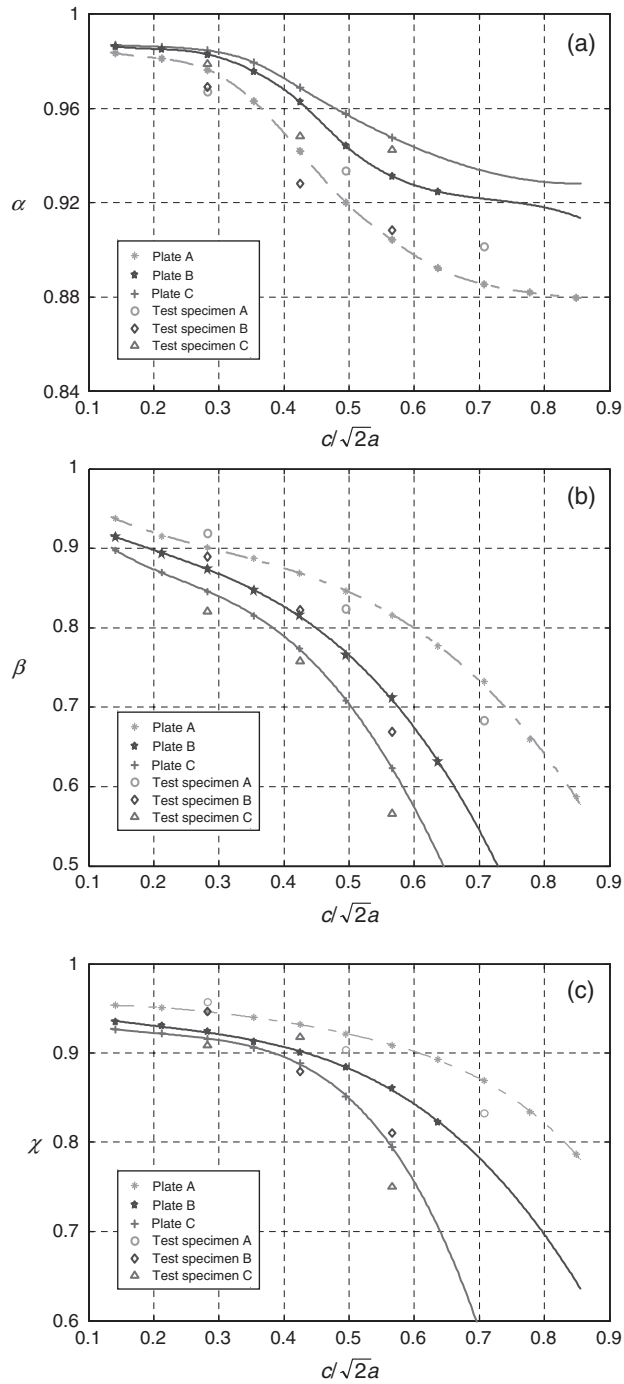 (a)
0.96
0.92
α
0.88
0.84
Plate A
Plate B
Plate C
Test specimen A
Test specimen B
Test specimen C
0.1 0.2 0.3 0.4 0.5 0.6 0.7 0.8 0.9
c/√2a
1
(b)
0.9
0.8
β
0.7
0.6
0.5
Plate A
Plate B
Plate C
Test specimen A
Test specimen B
Test specimen C
0.1 0.2 0.3 0.4 0.5 0.6 0.7 0.8 0.9
c/√2a
1
(c)
0.9
0.8
χ
0.7
0.6
Plate A
Plate B
Plate C
Test specimen A
Test specimen B
Test specimen C
0.1 0.2 0.3 0.4 0.5 0.6 0.7 0.8 0.9
c/√2a